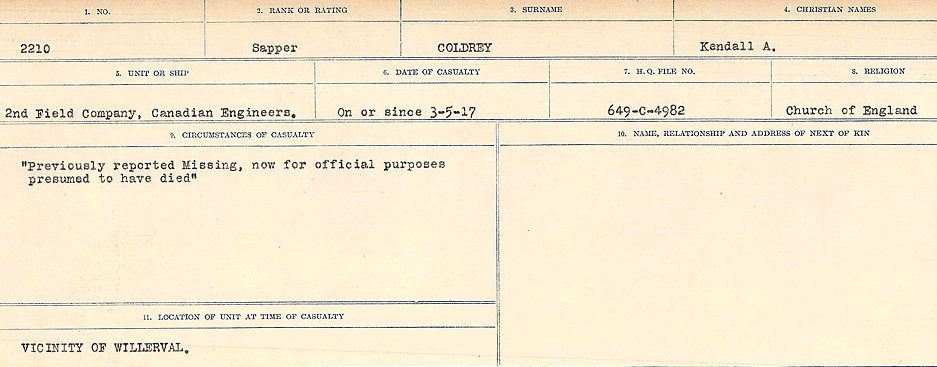 1. NO.
2. RANK OR RATING
3. SURNAME
4. CHRISTIAN NAMES
2210
Sapper
COLDREY
Kendall A.
5. UNIT OR SHIP
6. DATE OF CASUALTY
7. H.Q. FILE NO.
8. RELIGION
2nd Field Company, Canadian Engineers.
On or since 3-5-17
649-C-4982
Church of England
9. CIRCUMSTANCES OF CASUALTY
10. NAME, RELATIONSHIP AND ADDRESS OF NEXT OF KIN
"Previously reported Missing, now for official purposes
presumed to have died"
11. LOCATION OF UNIT AT TIME OF CASUALTY
VICINITY OF WILLERVAL.